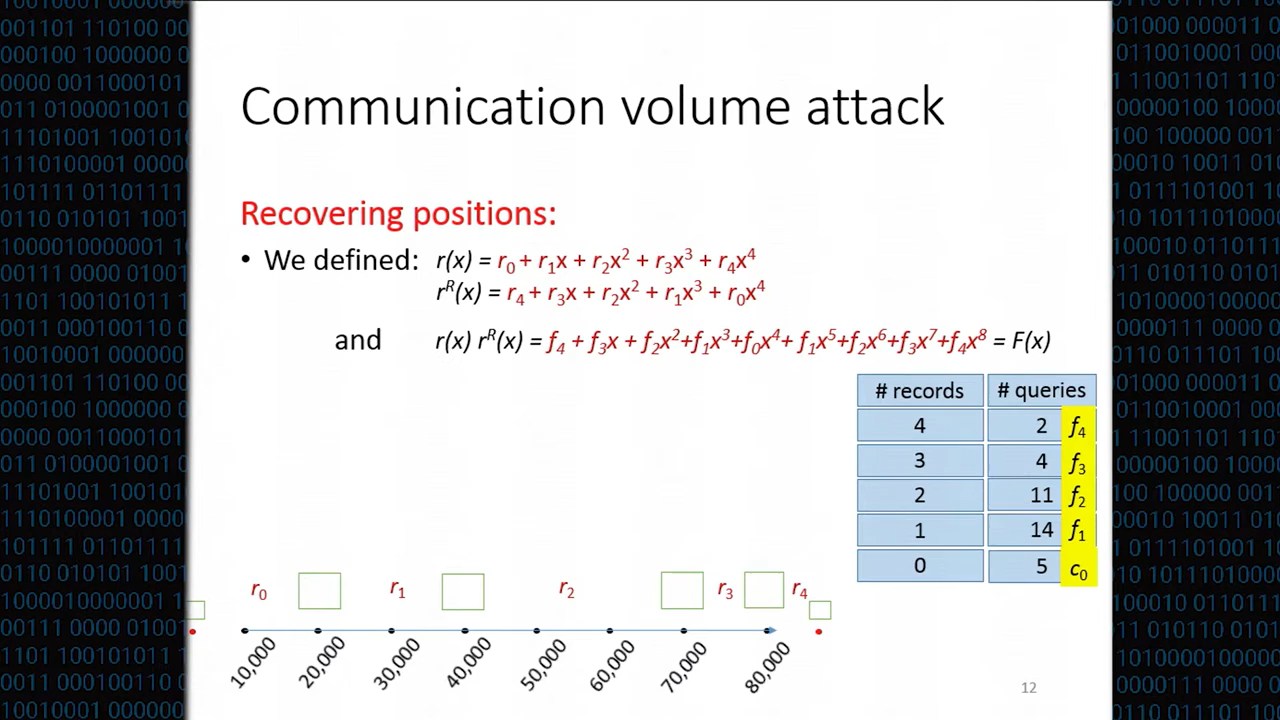 Communication volume attack
Recovering positions:
• We defined: r(x) = r₀ + r₁x + r₂x² + r₃x³ + r₄x⁴
rᴿ(x) = r₄ + r₃x + r₂x² + r₁x³ + r₀x⁴
and r(x) rᴿ(x) = f₄ + f₃x + f₂x²+f₁x³+f₀x⁴+ f₁x⁵+f₂x⁶+f₃x⁷+f₄x⁸ = F(x)
# records # queries
4 2 f₄
3 4 f₃
2 11 f₂
1 14 f₁
0 5 c₀
r₀ r₁ r₂ r₃ r₄
10,000 20,000 30,000 40,000 50,000 60,000 70,000 80,000
12